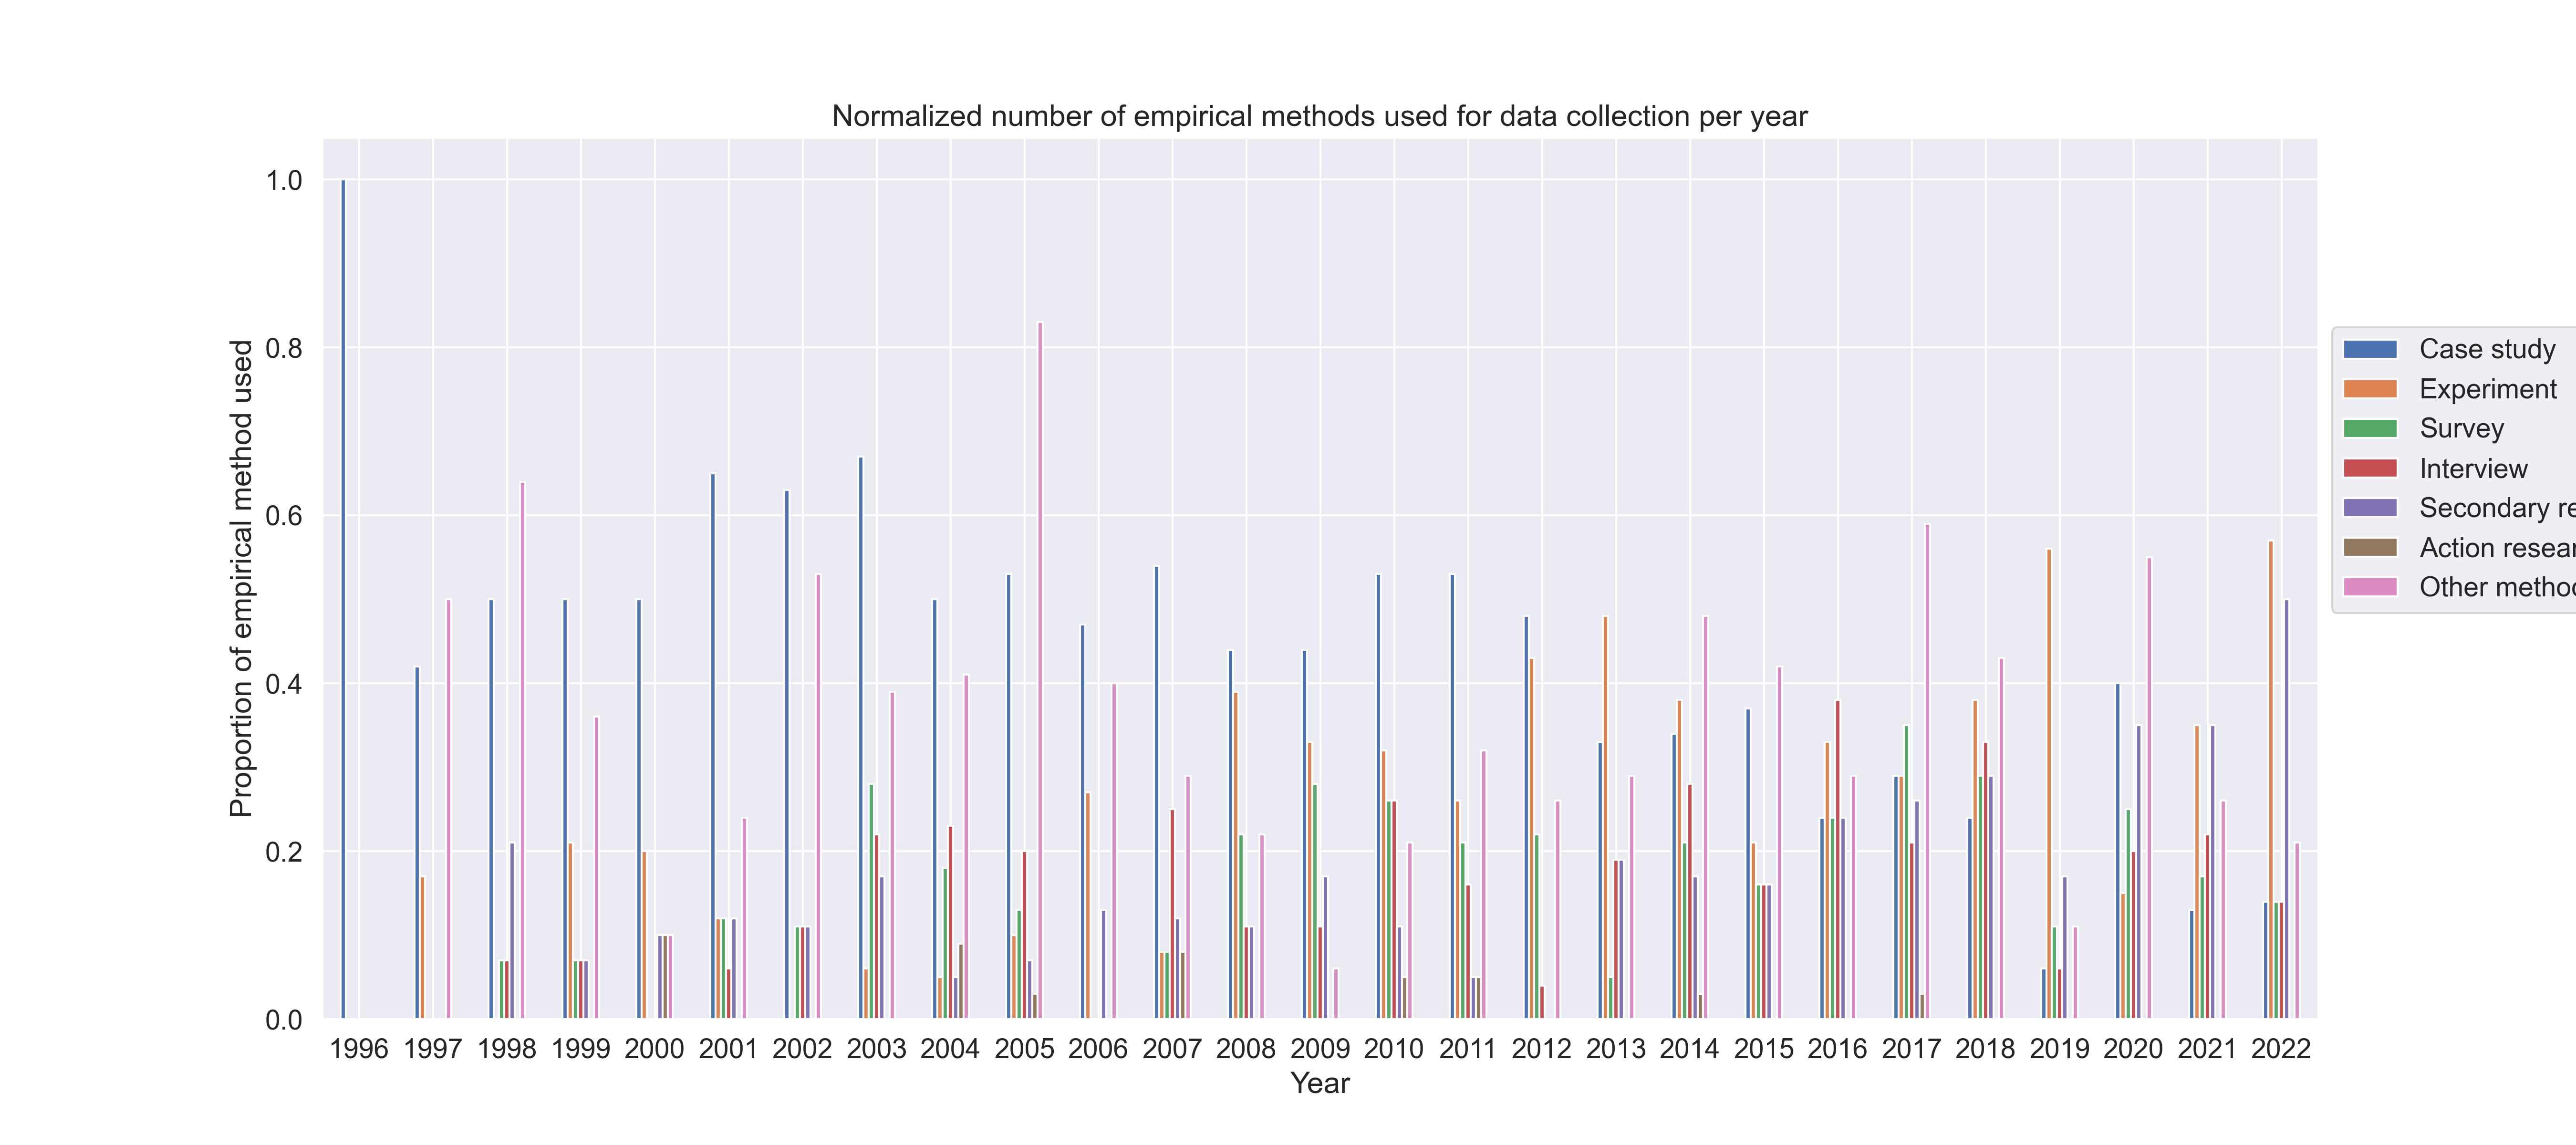 Normalized number of empirical methods used for data collection per year
Proportion of empirical method used
1.0
0.8
0.6
0.4
0.2
0.0
1996 1997 1998 1999 2000 2001 2002 2003 2004 2005 2006 2007 2008 2009 2010 2011 2012 2013 2014 2015 2016 2017 2018 2019 2020 2021 2022
Year
Case study
Experiment
Survey
Interview
Secondary
Action
Other